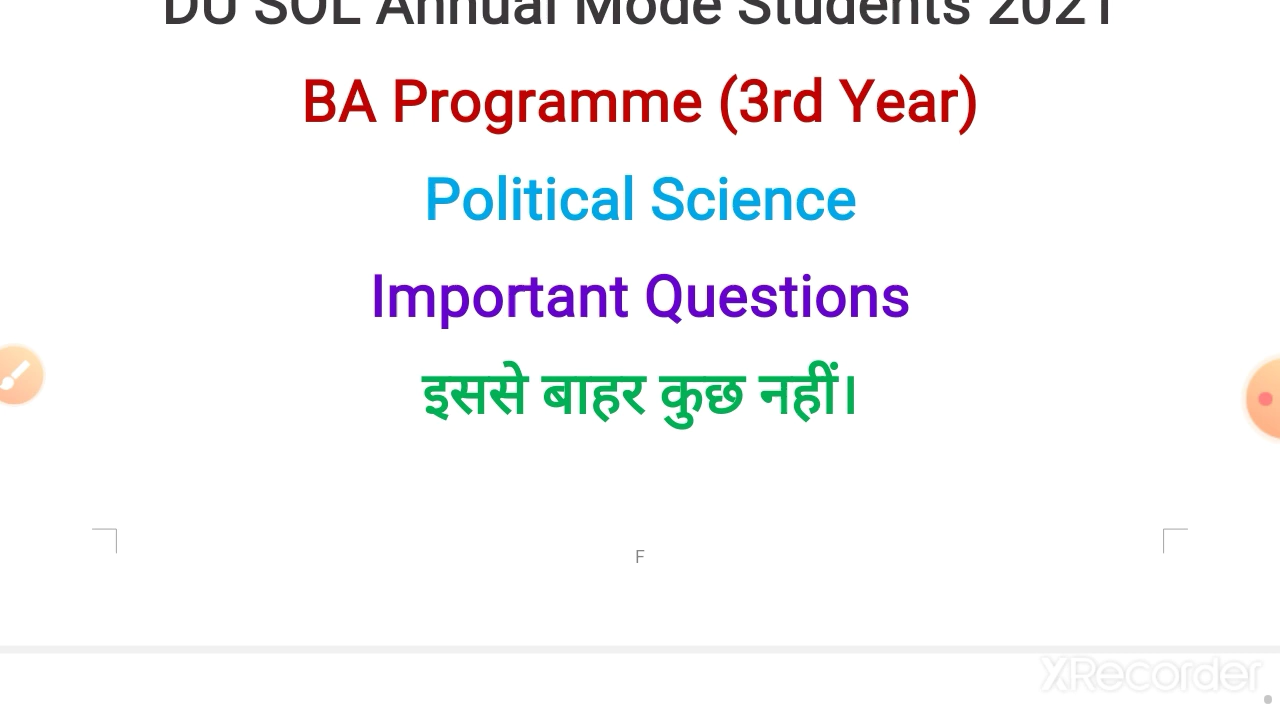 DU SOL Annual Mode Students 2021
BA Programme (3rd Year)
Political Science
Important Questions
इससे बाहर कुछ नहीं।
F
XRecorder